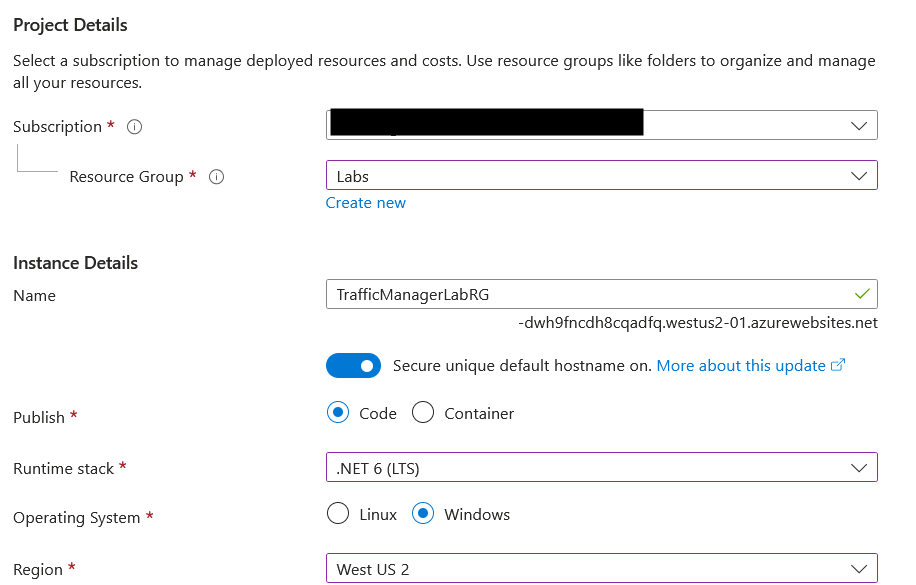 Project Details
Select a subscription to manage deployed resources and costs. Use resource groups like folders to organize and manage
all your resources.
Subscription *
Resource Group * Labs
Create new
Instance Details
Name TrafficManagerLabRG
-dwh9fncdh8cqadfq.westus2-01.azurewebsites.net
Secure unique default hostname on. More about this update
Publish * Code Container
Runtime stack * .NET 6 (LTS)
Operating System * Linux Windows
Region * West US 2